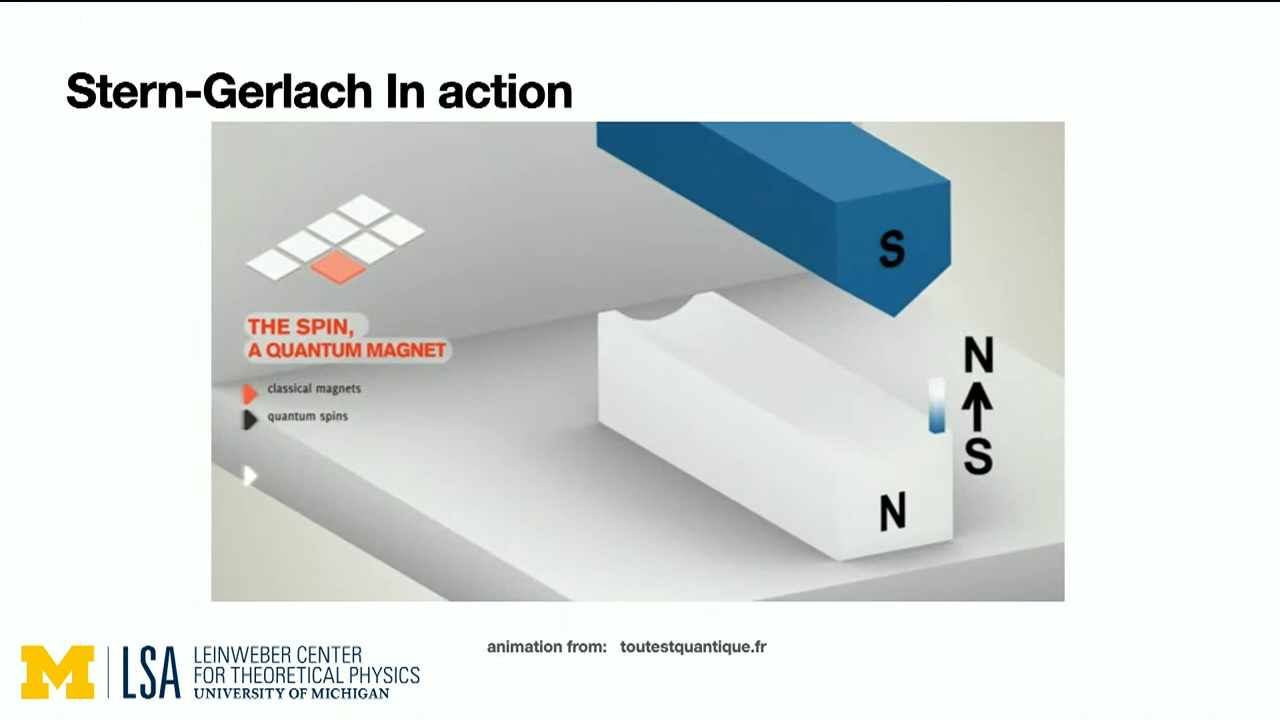 Stern-Gerlach In action
S
THE SPIN,
A QUANTUM MAGNET
classical magnets
quantum spins
N
S
N
animation from: toutestquantique.fr
M
LSA
LEINWEBER CENTER
FOR THEORETICAL PHYSICS
UNIVERSITY OF MICHIGAN